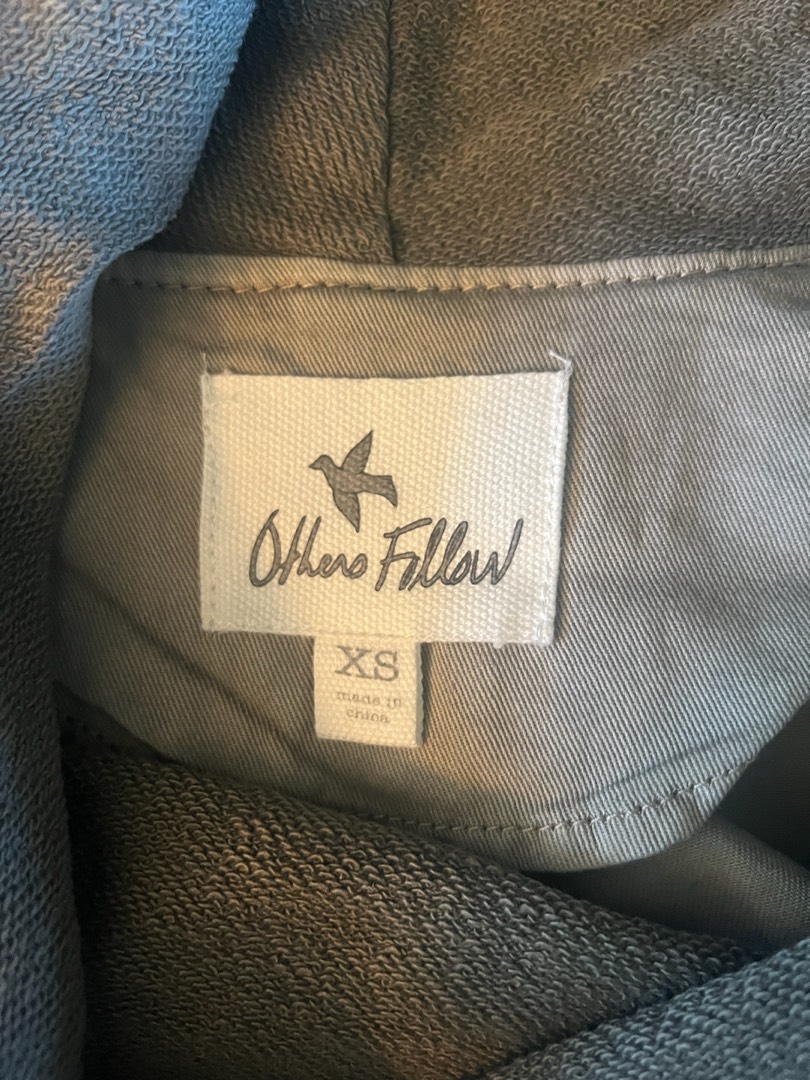 Others Follow
XS
made in
china